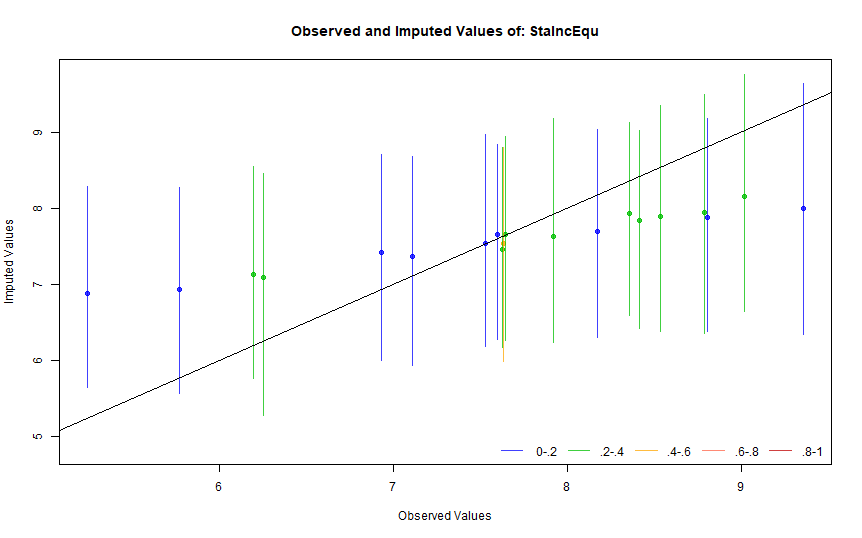 Observed and Imputed Values of: StaIncEqu
Imputed Values
9
8
7
6
5
0-.2 .2-.4 .4-.6 .6-.8 .8-1
6 7 8 9
Observed Values